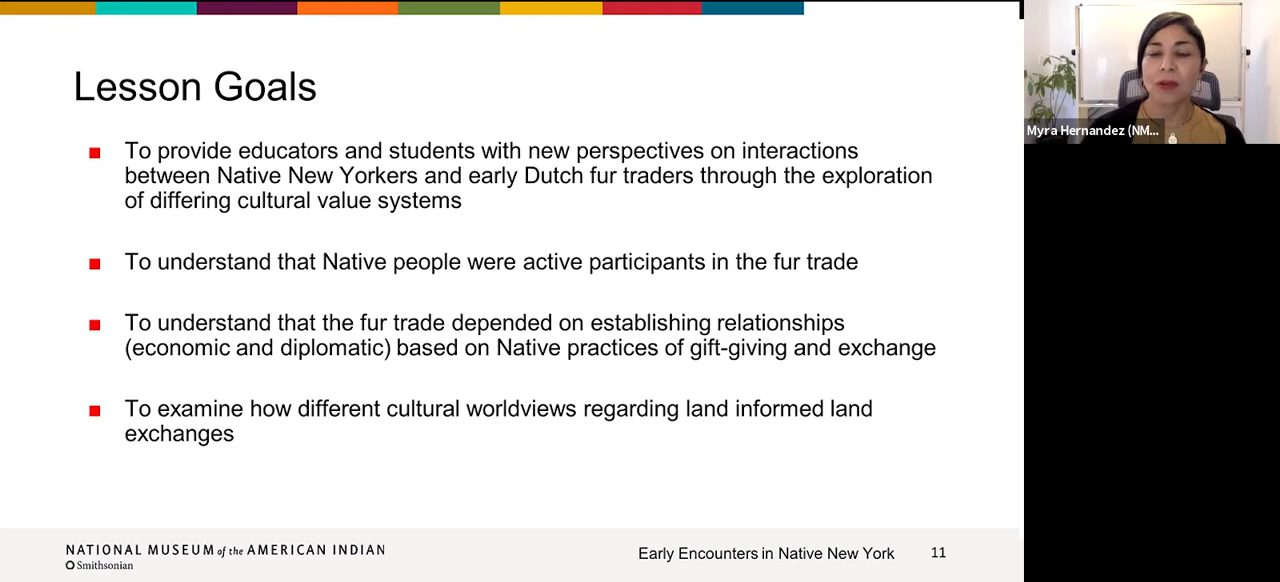 Lesson Goals
To provide educators and students with new perspectives on interactions
between Native New Yorkers and early Dutch fur traders through the exploration
of differing cultural value systems
To understand that Native people were active participants in the fur trade
To understand that the fur trade depended on establishing relationships
(economic and diplomatic) based on Native practices of gift-giving and exchange
To examine how different cultural worldviews regarding land informed land
exchanges
NATIONAL MUSEUM of the AMERICAN INDIAN
Smithsonian
Early Encounters in Native New York 11
Myra Hernandez (NM...